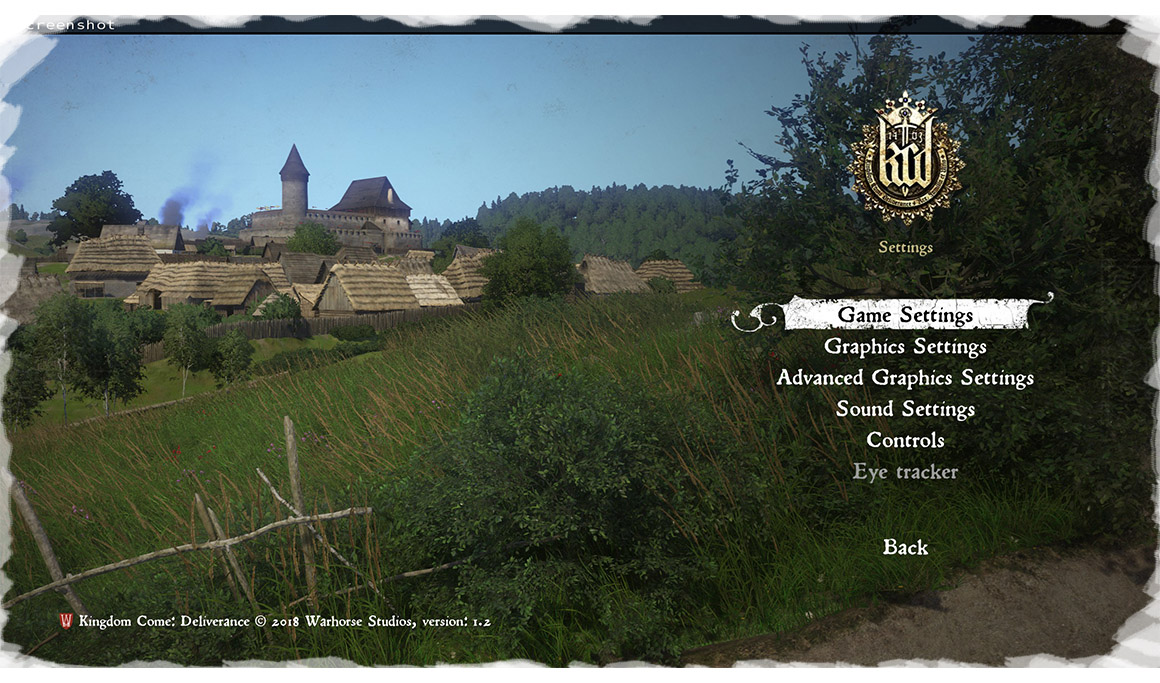 creenshot
1403
Settings
Game Settings
Graphics Settings
Advanced Graphics Settings
Sound Settings
Controls
Eye tracker
Back
Kingdom Come: Deliverance © 2018 Warhorse Studios, version: 1.2